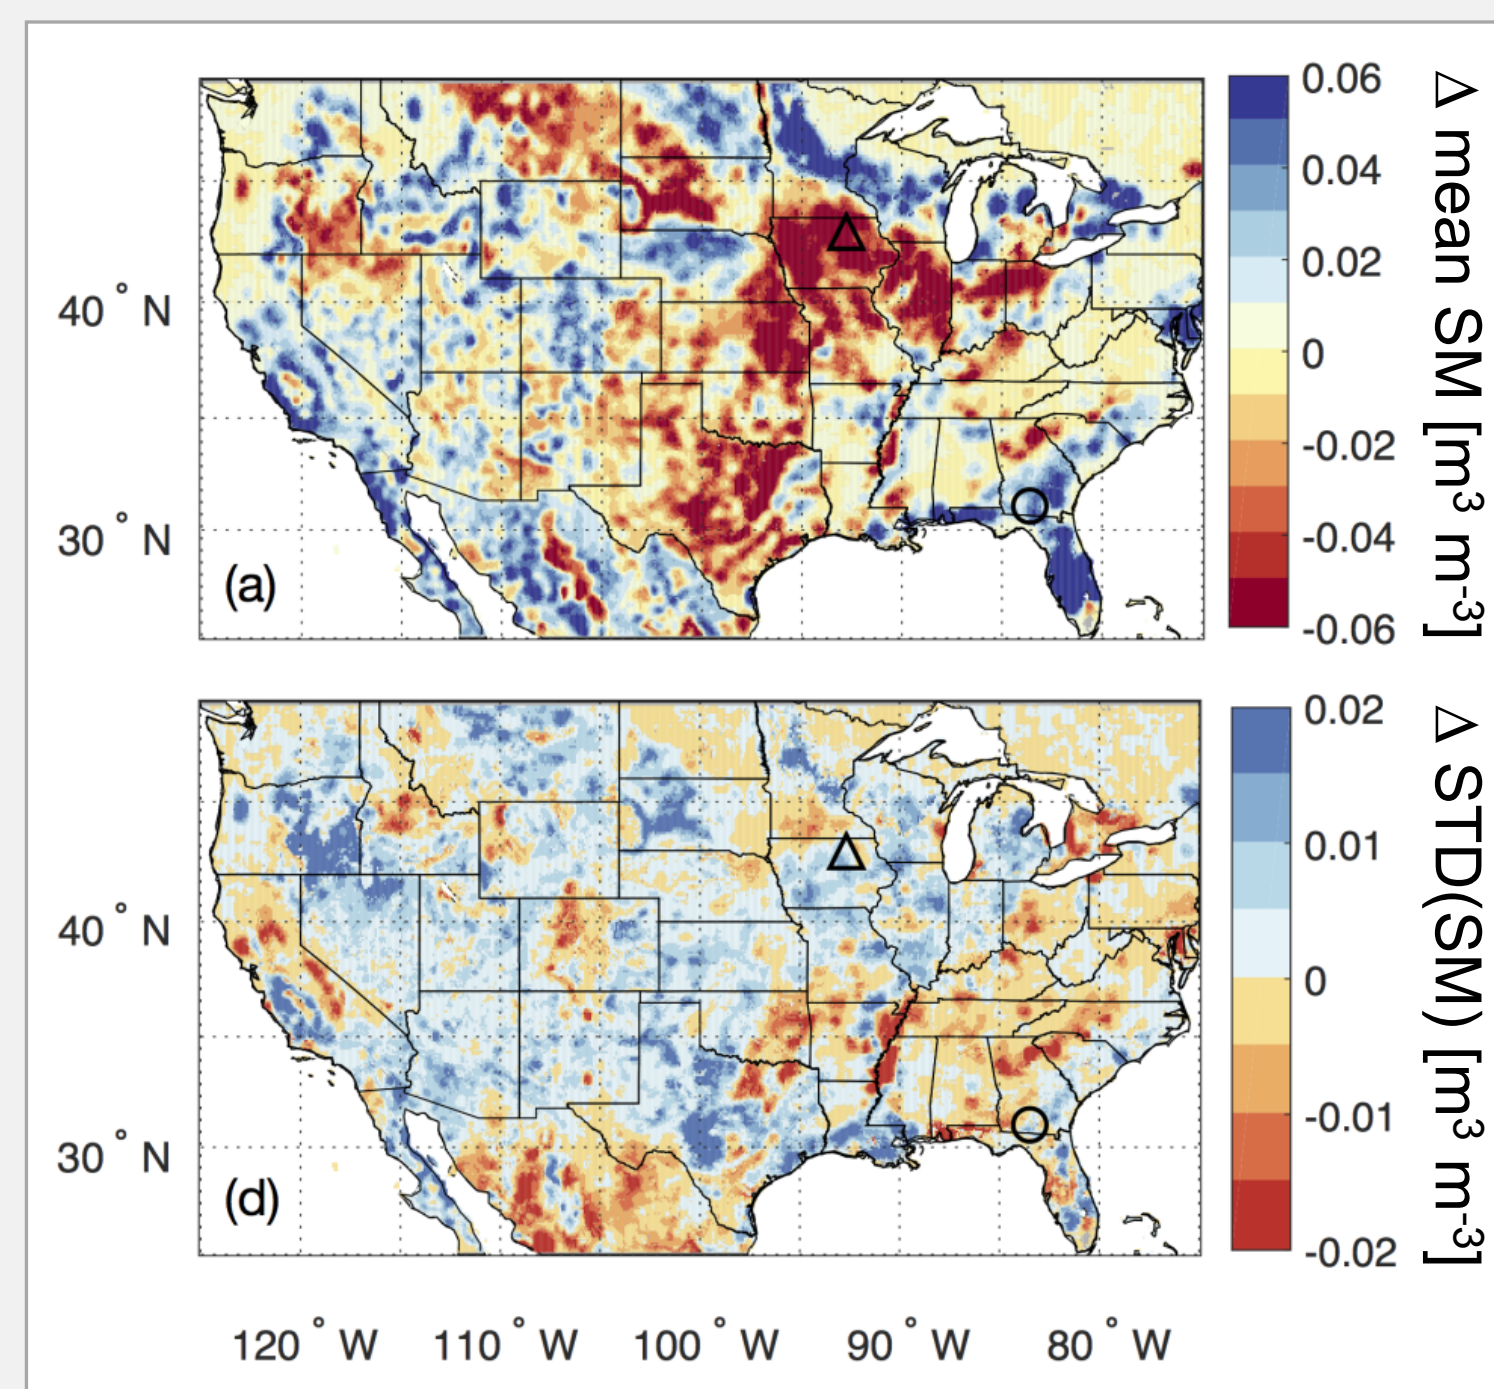 0.06
0.04
0.02
0
-0.02
-0.04
-0.06
Δ mean SM [m³ m⁻³]
40° N
30° N
(a)
0.02
0.01
0
-0.01
-0.02
Δ STD(SM) [m³ m⁻³]
40° N
30° N
(d)
120° W 110° W 100° W 90° W 80° W